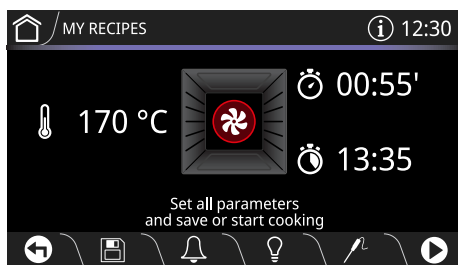 MY RECIPES
i 12:30
170 °C
00:55'
13:35
Set all parameters
and save or start cooking